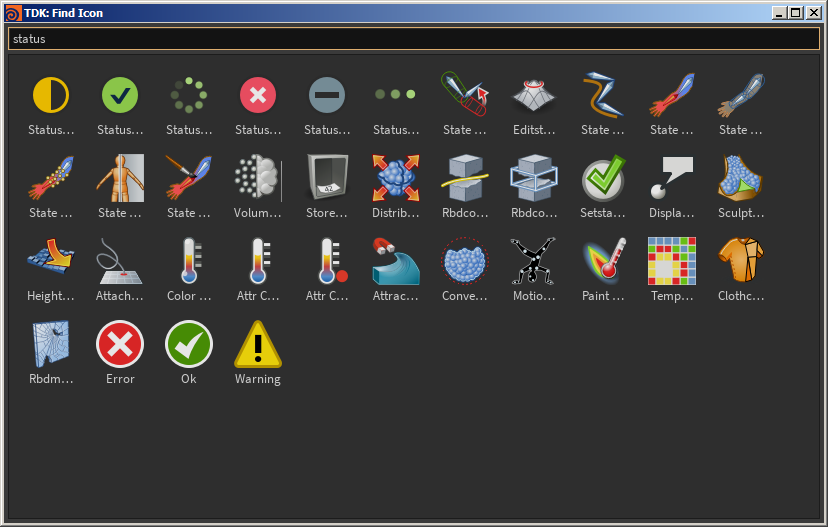 TDK: Find Icon
status
Status... Status... Status... Status... Status... Status... State ... Editst... State ... State ... State ...
State ... State ... State ... Volum... Store... Distrib... Rbdco... Rbdco... Setsta... Displa... Sculpt...
42
Height... Attach... Color ... Attr C... Attr C... Attrac... Conve... Motio... Paint ... Temp... Clothc...
Rbdm... Error Ok Warning